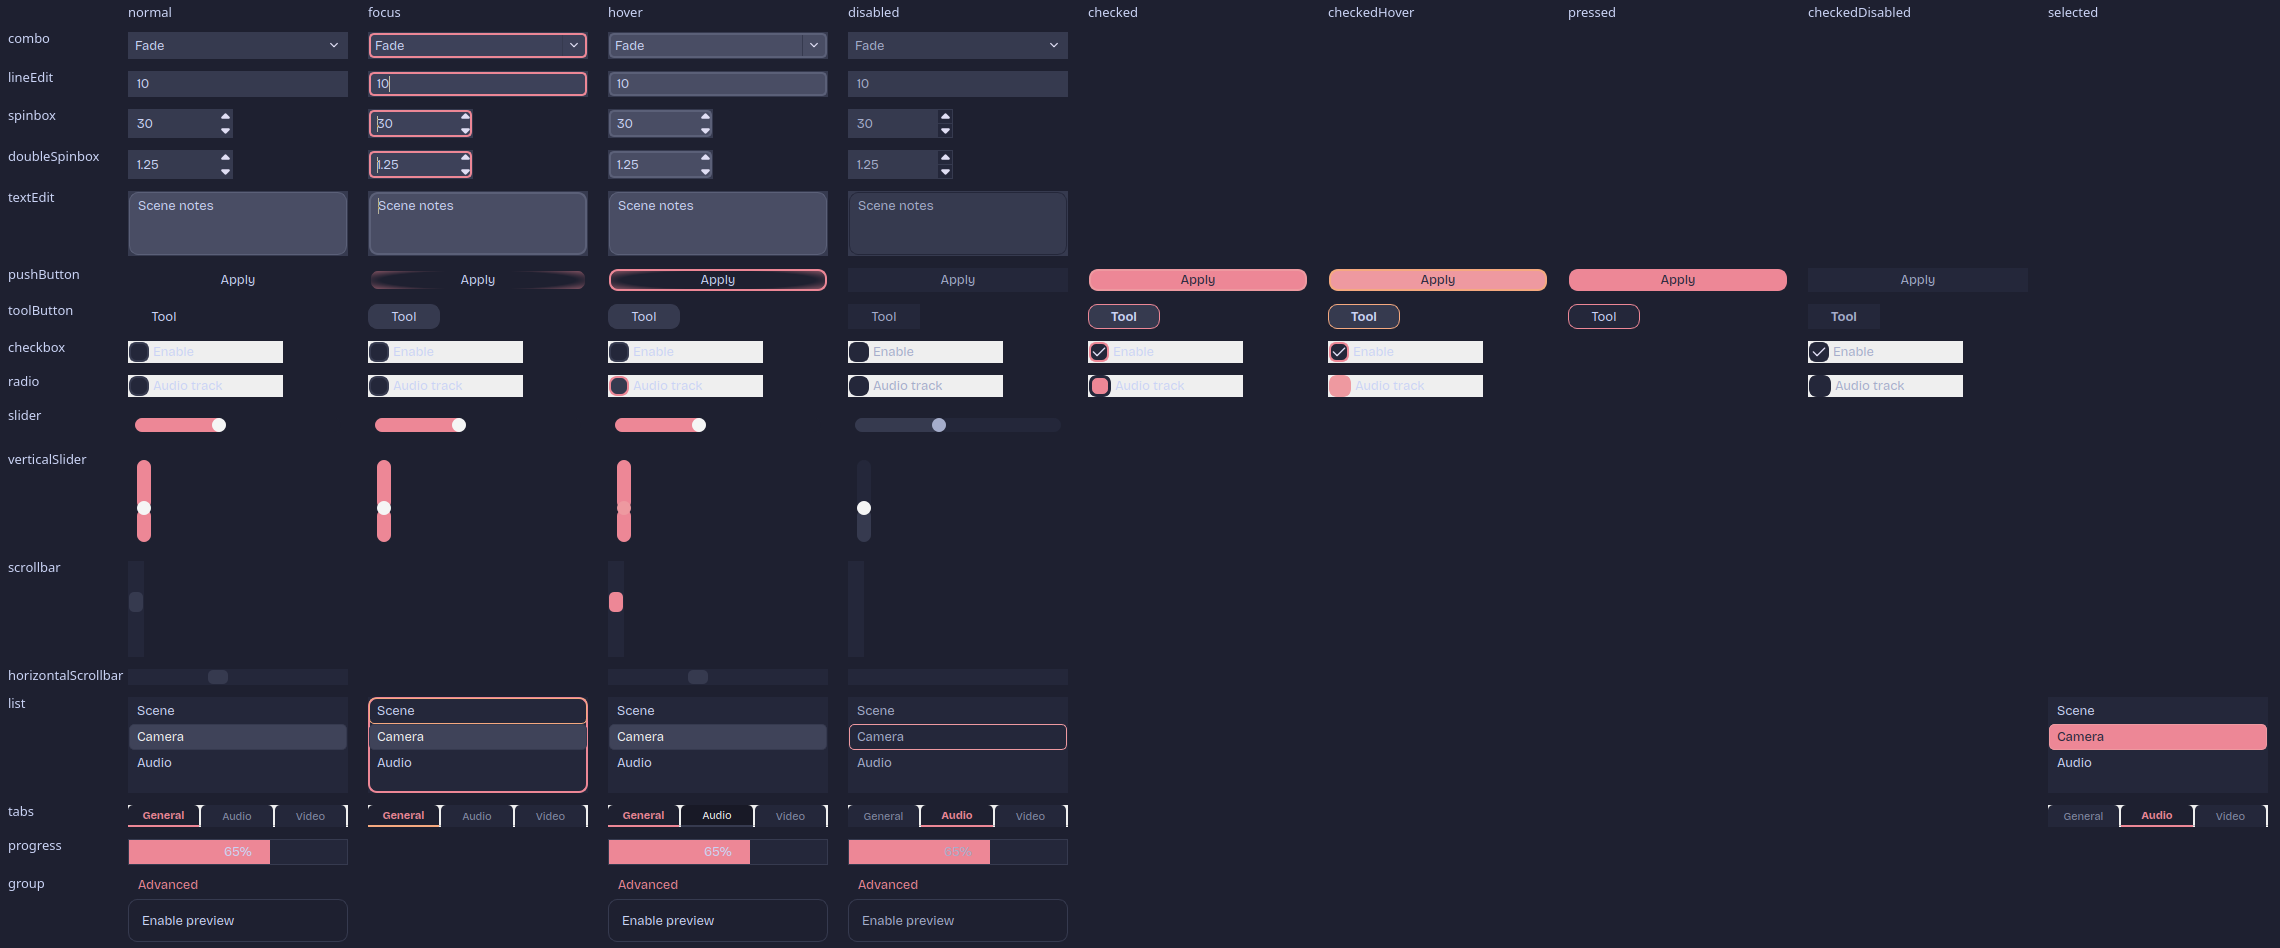 normal focus hover disabled checked checkedHover pressed checkedDisabled selected
combo Fade Fade Fade Fade
lineEdit 10 10 10 10
spinbox 30 30 30 30
doubleSpinbox 1.25 1.25 1.25 1.25
textEdit Scene notes Scene notes Scene notes Scene notes
pushButton Apply Apply Apply Apply Apply Apply Apply Apply
toolButton Tool Tool Tool Tool Tool Tool Tool Tool
checkbox Enable Enable Enable Enable Enable Enable Enable
radio Audio track Audio track Audio track Audio track Audio track Audio track Audio track
slider
verticalSlider
scrollbar
horizontalScrollbar
list Scene Scene Scene Scene Scene
Camera Camera Camera Camera Camera
Audio Audio Audio Audio Audio
tabs General Audio Video General Audio Video General Audio Video General Audio Video General Audio Video
progress 65% 65% 65%
group Advanced Advanced Advanced
Enable preview Enable preview Enable preview